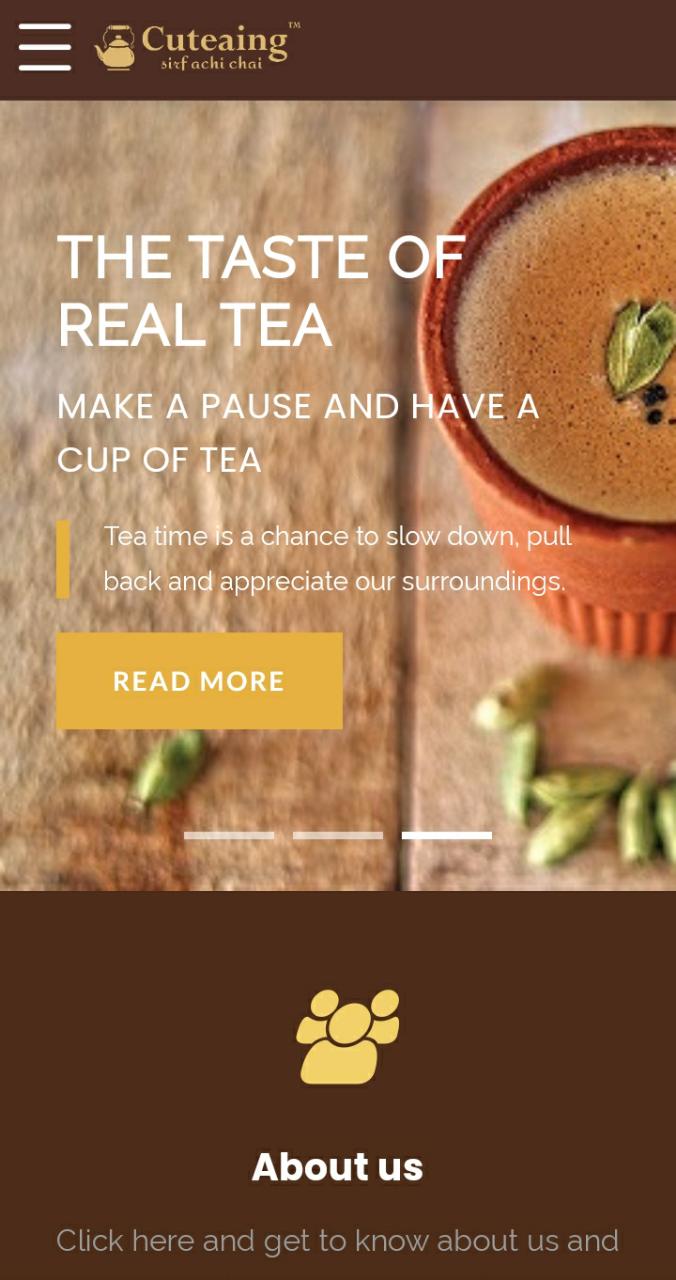 Cuteaing™
sirf achi chai
THE TASTE OF
REAL TEA
MAKE A PAUSE AND HAVE A
CUP OF TEA
Tea time is a chance to slow down, pull
back and appreciate our surroundings.
READ MORE
About us
Click here and get to know about us and